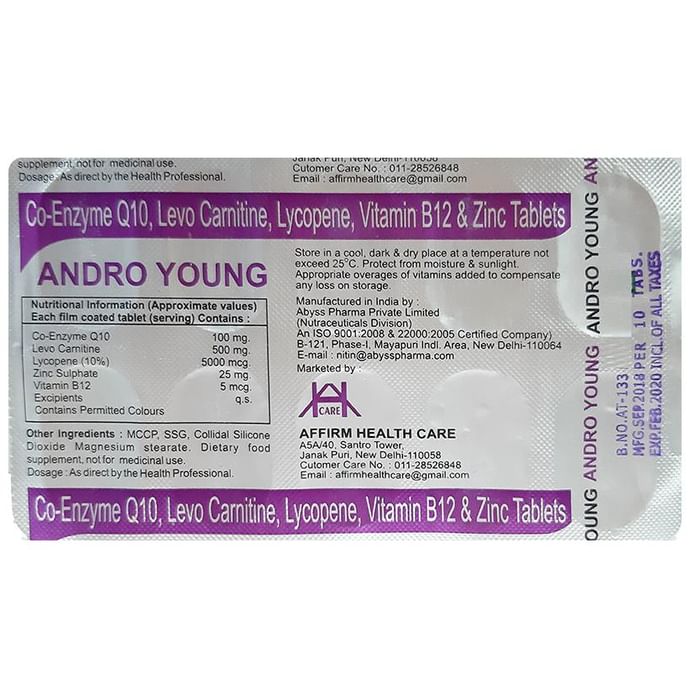 supplement, not for medicinal use.
Dosage: As direct by the Health Professional.
Janak Puri, New Delhi-110058
Cutomer Care No. : 011-28526848
Email : affirmhealthcare@gmail.com
Co-Enzyme Q10, Levo Carnitine, Lycopene, Vitamin B12 & Zinc Tablets
ANDRO YOUNG
Nutritional Information (Approximate values)
Each film coated tablet (serving) Contains :
Co-Enzyme Q10 100 mg.
Levo Carnitine 500 mg.
Lycopene (10%) 5000 mcg.
Zinc Sulphate 25 mg.
Vitamin B12 5 mcg.
Excipients q.s.
Contains Permitted Colours
Other Ingredients : MCCP, SSG, Collidal Silicone
Dioxide Magnesium stearate. Dietary food
supplement, not for medicinal use.
Dosage : As direct by the Health Professional.
Store in a cool, dark & dry place at a temperature not
exceed 25°C. Protect from moisture & sunlight.
Appropriate overages of vitamins added to compensate
any loss on storage.
Manufactured in India by :
Abyss Pharma Private Limited
(Nutraceuticals Division)
An ISO.9001:2008 & 22000:2005 Certified Company)
B-121, Phase-I, Mayapuri Indl. Area, New Delhi-110064
E-mail : nitin@abysspharma.com
Marketed by :
CARE
AFFIRM HEALTH CARE
A5A/40, Santro Tower,
Janak Puri, New Delhi-110058
Cutomer Care No. : 011-28526848
Email : affirmhealthcare@gmail.com
Co-Enzyme Q10, Levo Carnitine, Lycopene, Vitamin B12 & Zinc Tablets
OUNG ANDRO YOUNG ANDRO YOUNG AN
B.NO.AT-133
MFG.SEP.2018 PER 10 TABS.
EXP.FEB.2020 INCL.OF ALL TAXES